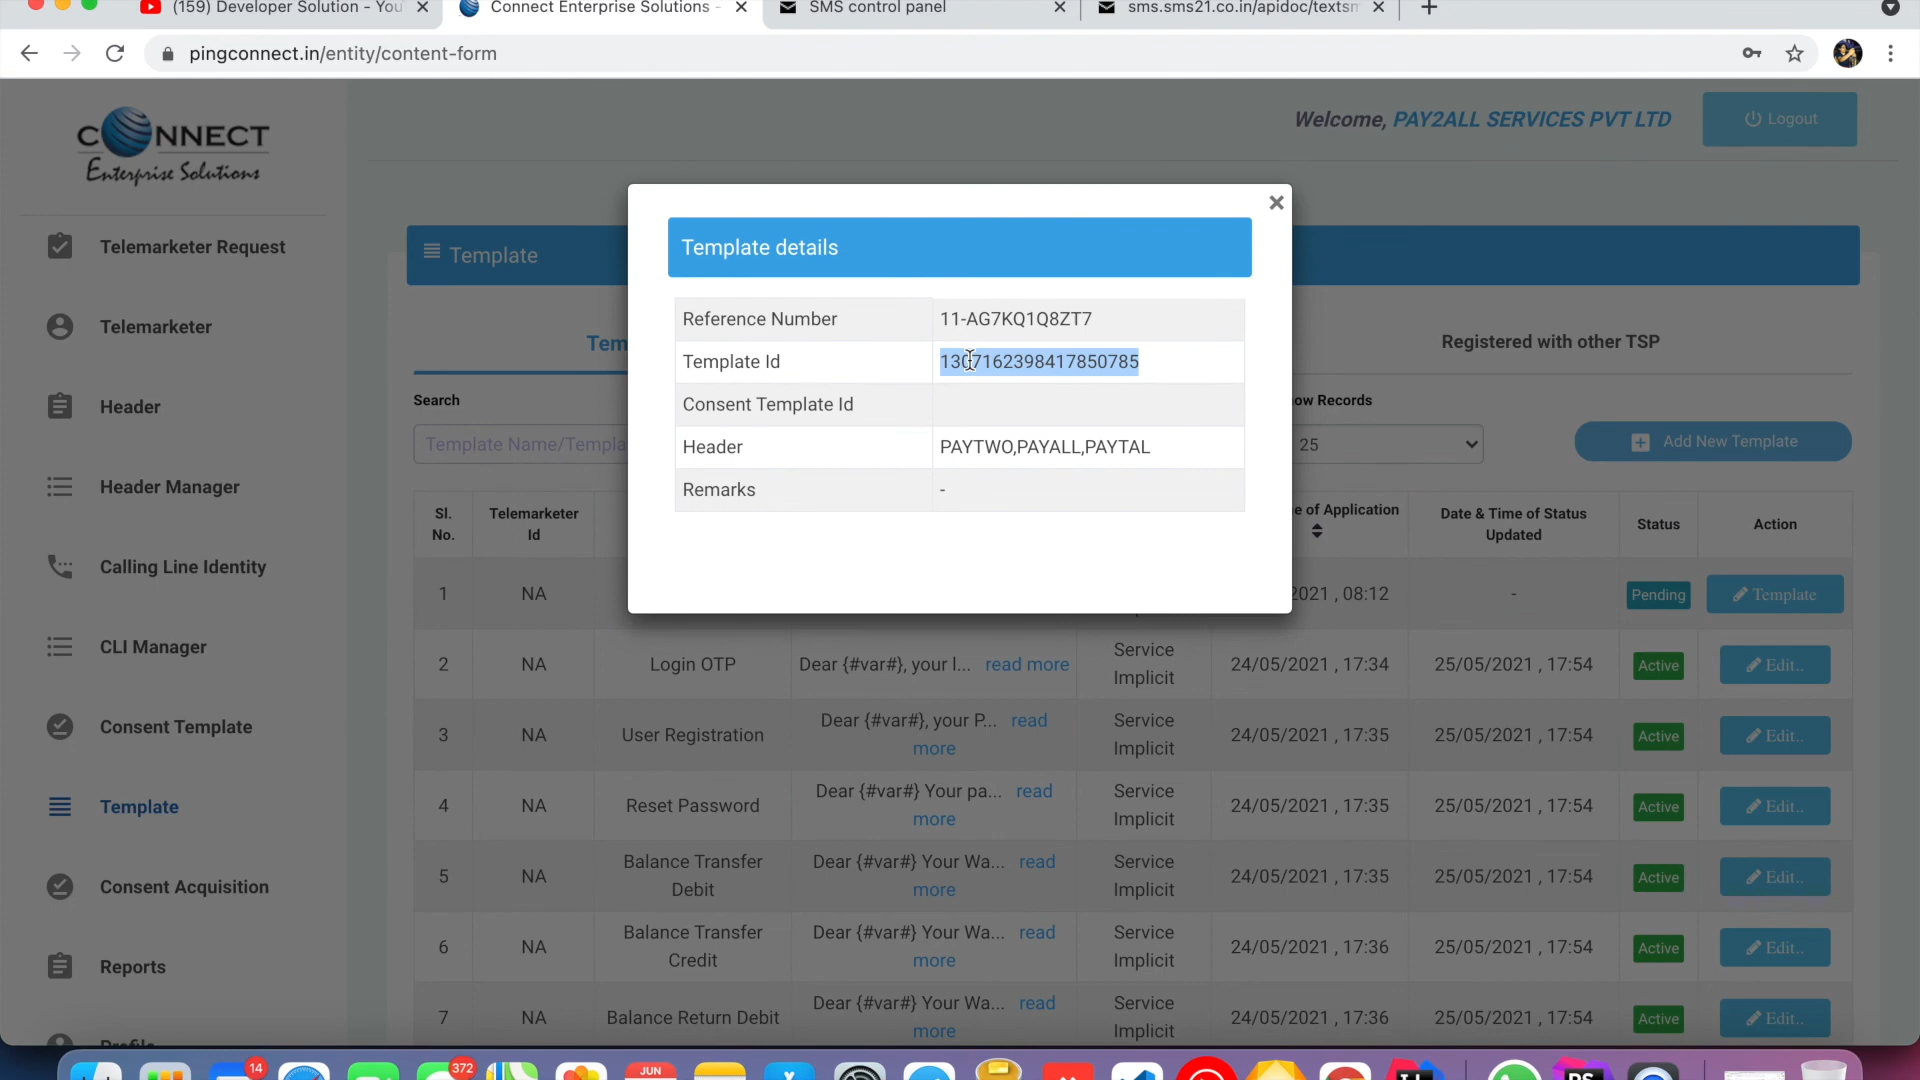 (159) Developer Solution - You
Connect Enterprise Solutions -
SMS control panel
sms.sms21.co.in/apidoc/textsm
pingconnect.in/entity/content-form
CONNECT
Enterprise Solutions
Welcome, PAY2ALL SERVICES PVT LTD
Logout
Telemarketer Request
Telemarketer
Header
Header Manager
Calling Line Identity
CLI Manager
Consent Template
Template
Consent Acquisition
Reports
Profile
Template
Tem
Registered with other TSP
Search
ow Records
Template Name/Templa
25
Add New Template
Template details
Reference Number 11-AG7KQ1Q8ZT7
Template Id 1307162398417850785
Consent Template Id
Header PAYTWO,PAYALL,PAYTAL
Remarks -
Sl. No. Telemarketer Id e of Application Date & Time of Status Updated Status Action
1 NA 2021 , 08:12 - Pending Template
2 NA Login OTP Dear {#var#}, your l... read more Service Implicit 24/05/2021 , 17:34 25/05/2021 , 17:54 Active Edit..
3 NA User Registration Dear {#var#}, your P... read more Service Implicit 24/05/2021 , 17:35 25/05/2021 , 17:54 Active Edit..
4 NA Reset Password Dear {#var#} Your pa... read more Service Implicit 24/05/2021 , 17:35 25/05/2021 , 17:54 Active Edit..
5 NA Balance Transfer Debit Dear {#var#} Your Wa... read more Service Implicit 24/05/2021 , 17:35 25/05/2021 , 17:54 Active Edit..
6 NA Balance Transfer Credit Dear {#var#} Your Wa... read more Service Implicit 24/05/2021 , 17:36 25/05/2021 , 17:54 Active Edit..
7 NA Balance Return Debit Dear {#var#} Your Wa... read more Service Implicit 24/05/2021 , 17:36 25/05/2021 , 17:54 Active Edit..
14
372
JUN